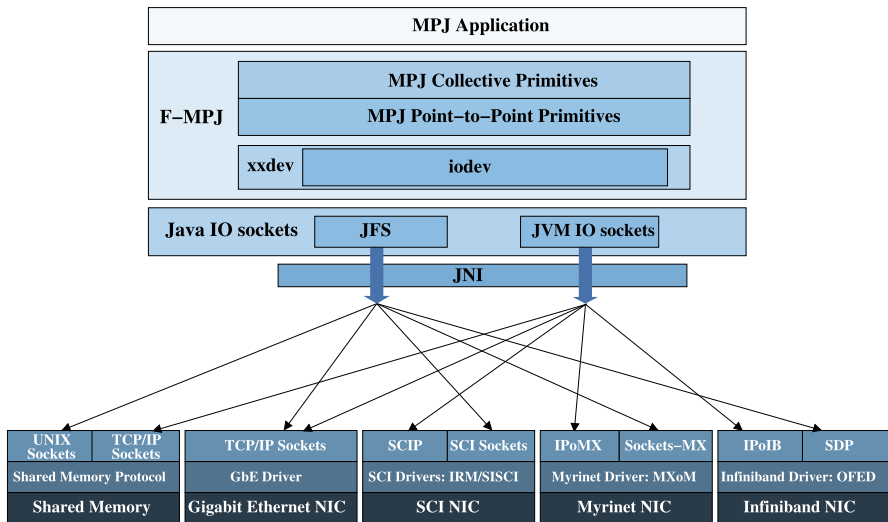 MPJ Application
MPJ Collective Primitives
F−MPJ
MPJ Point−to−Point Primitives
xxdev
iodev
Java IO sockets
JFS
JVM IO sockets
JNI
UNIX
Sockets
TCP/IP
Sockets
TCP/IP Sockets
SCIP
SCI Sockets
IPoMX
Sockets−MX
IPoIB
SDP
Shared Memory Protocol
GbE Driver
SCI Drivers: IRM/SISCI
Myrinet Driver: MXoM
Infiniband Driver: OFED
Shared Memory
Gigabit Ethernet NIC
SCI NIC
Myrinet NIC
Infiniband NIC